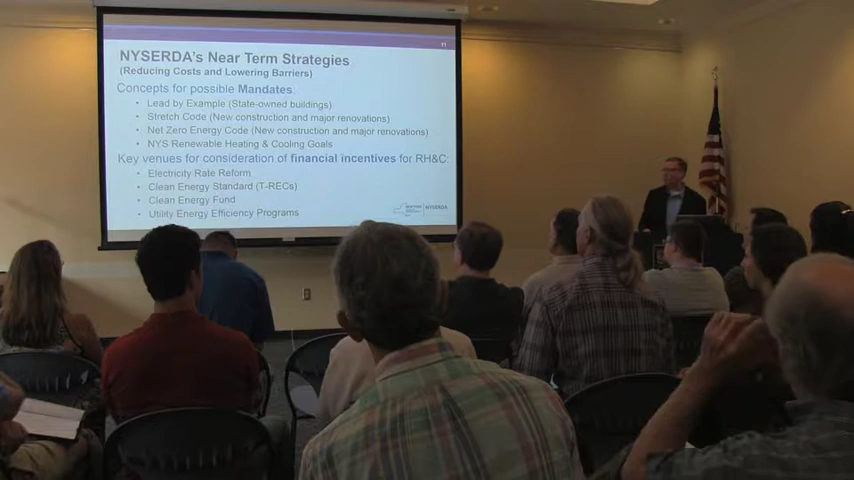 11
NYSERDA's Near Term Strategies
(Reducing Costs and Lowering Barriers)
Concepts for possible Mandates:
• Lead by Example (State-owned buildings)
• Stretch Code (New construction and major renovations)
• Net Zero Energy Code (New construction and major renovations)
• NYS Renewable Heating & Cooling Goals
Key venues for consideration of financial incentives for RH&C:
• Electricity Rate Reform
• Clean Energy Standard (T-RECs)
• Clean Energy Fund
• Utility Energy Efficiency Programs
NYSERDA